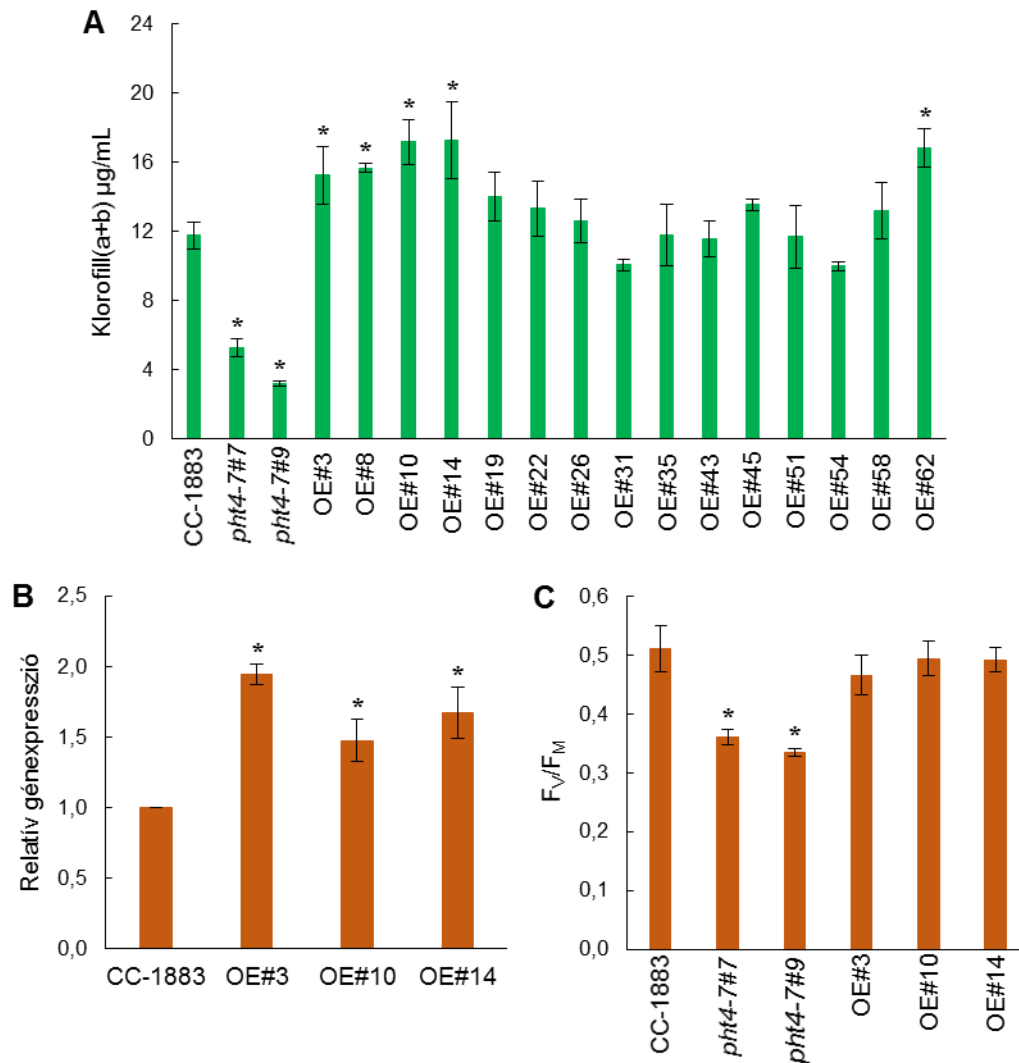 A
Klorofill(a+b) µg/mL
24
20
16
12
8
4
0
* * * * * * *
CC-1883 pht4-7#7 pht4-7#9 OE#3 OE#8 OE#10 OE#14 OE#19 OE#22 OE#26 OE#31 OE#35 OE#43 OE#45 OE#51 OE#54 OE#58 OE#62
B
Relatív génexpresszió
2,5
2,0
1,5
1,0
0,5
0,0
* * *
CC-1883 OE#3 OE#10 OE#14
C
FV/FM
0,6
0,5
0,4
0,3
0,2
0,1
0,0
* *
CC-1883 pht4-7#7 pht4-7#9 OE#3 OE#10 OE#14